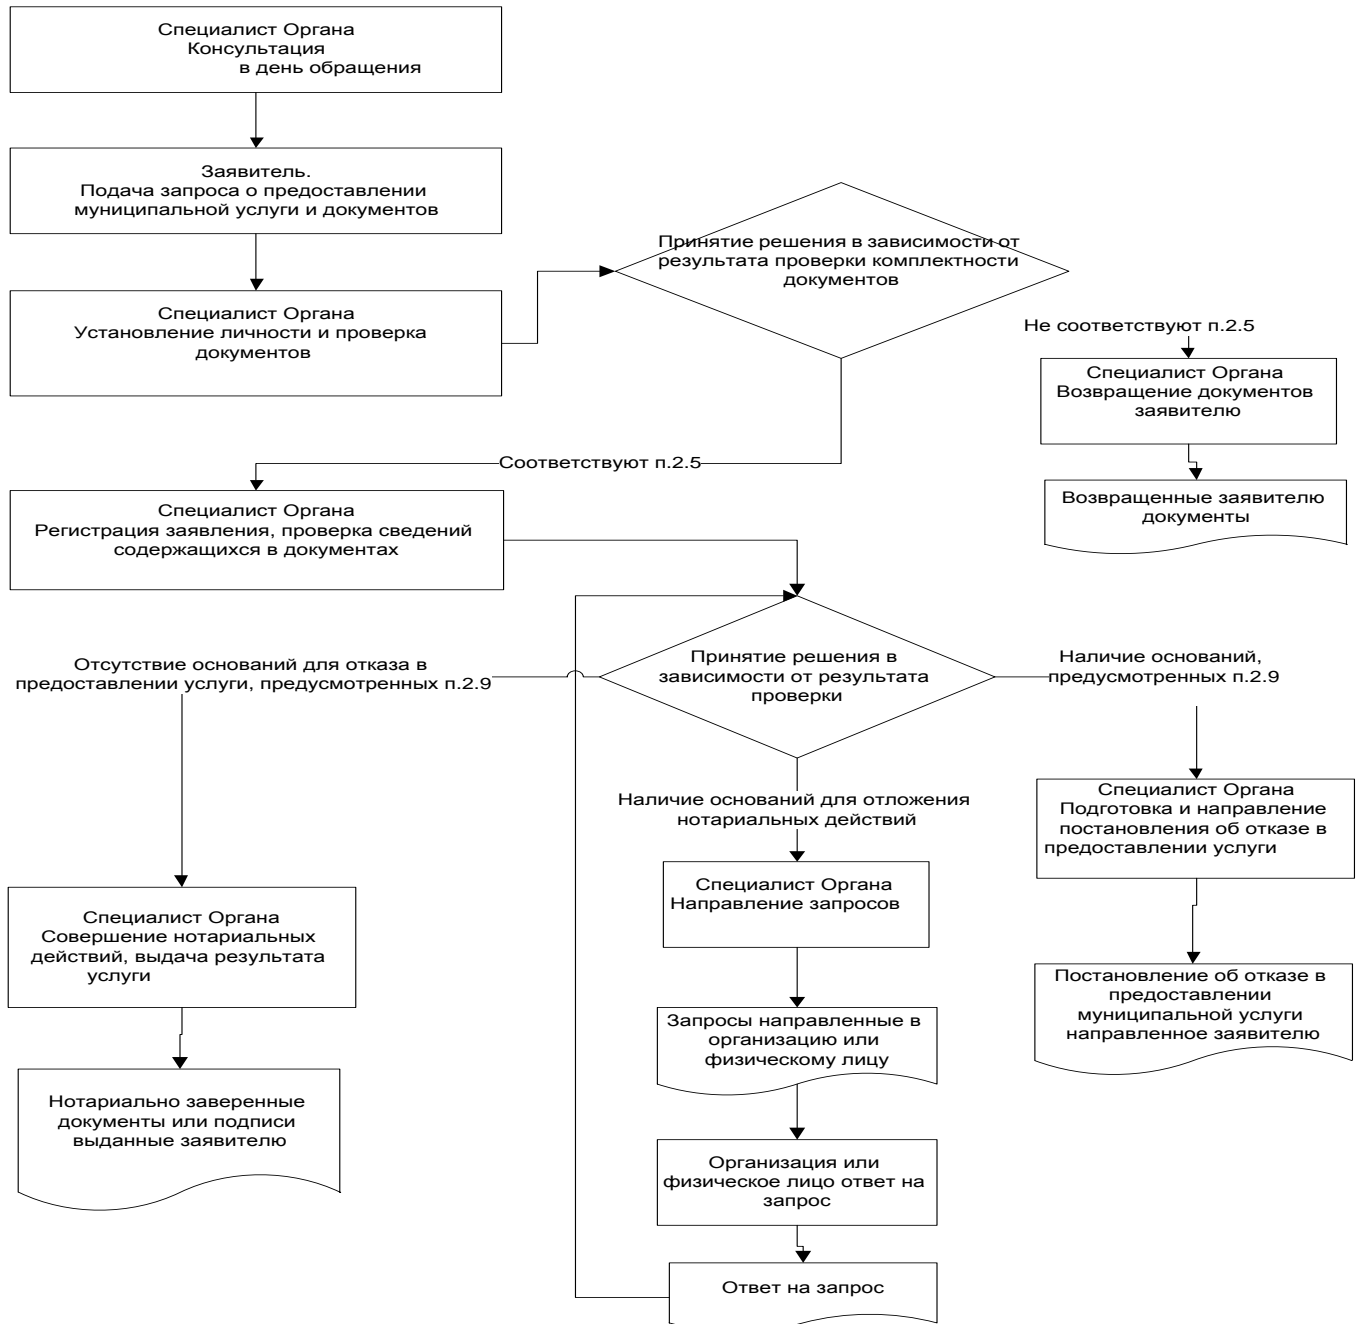 Специалист Органа
Консультация
в день обращения
Заявитель.
Подача запроса о предоставлении
муниципальной услуги и документов
Специалист Органа
Установление личности и проверка
документов
Принятие решения в зависимости от
результата проверки комплектности
документов
Не соответствуют п.2.5
Специалист Органа
Возвращение документов
заявителю
Возвращенные заявителю
документы
Соответствуют п.2.5
Специалист Органа
Регистрация заявления, проверка сведений
содержащихся в документах
Принятие решения в
зависимости от результата
проверки
Отсутствие оснований для отказа в
предоставлении услуги, предусмотренных п.2.9
Наличие оснований,
предусмотренных п.2.9
Наличие оснований для отложения
нотариальных действий
Специалист Органа
Подготовка и направление
постановления об отказе в
предоставлении услуги
Специалист Органа
Направление запросов
Специалист Органа
Совершение нотариальных
действий, выдача результата
услуги
Постановление об отказе в
предоставлении
муниципальной услуги
направленное заявителю
Запросы направленные в
организацию или
физическому лицу
Нотариально заверенные
документы или подписи
выданные заявителю
Организация или
физическое лицо ответ на
запрос
Ответ на запрос